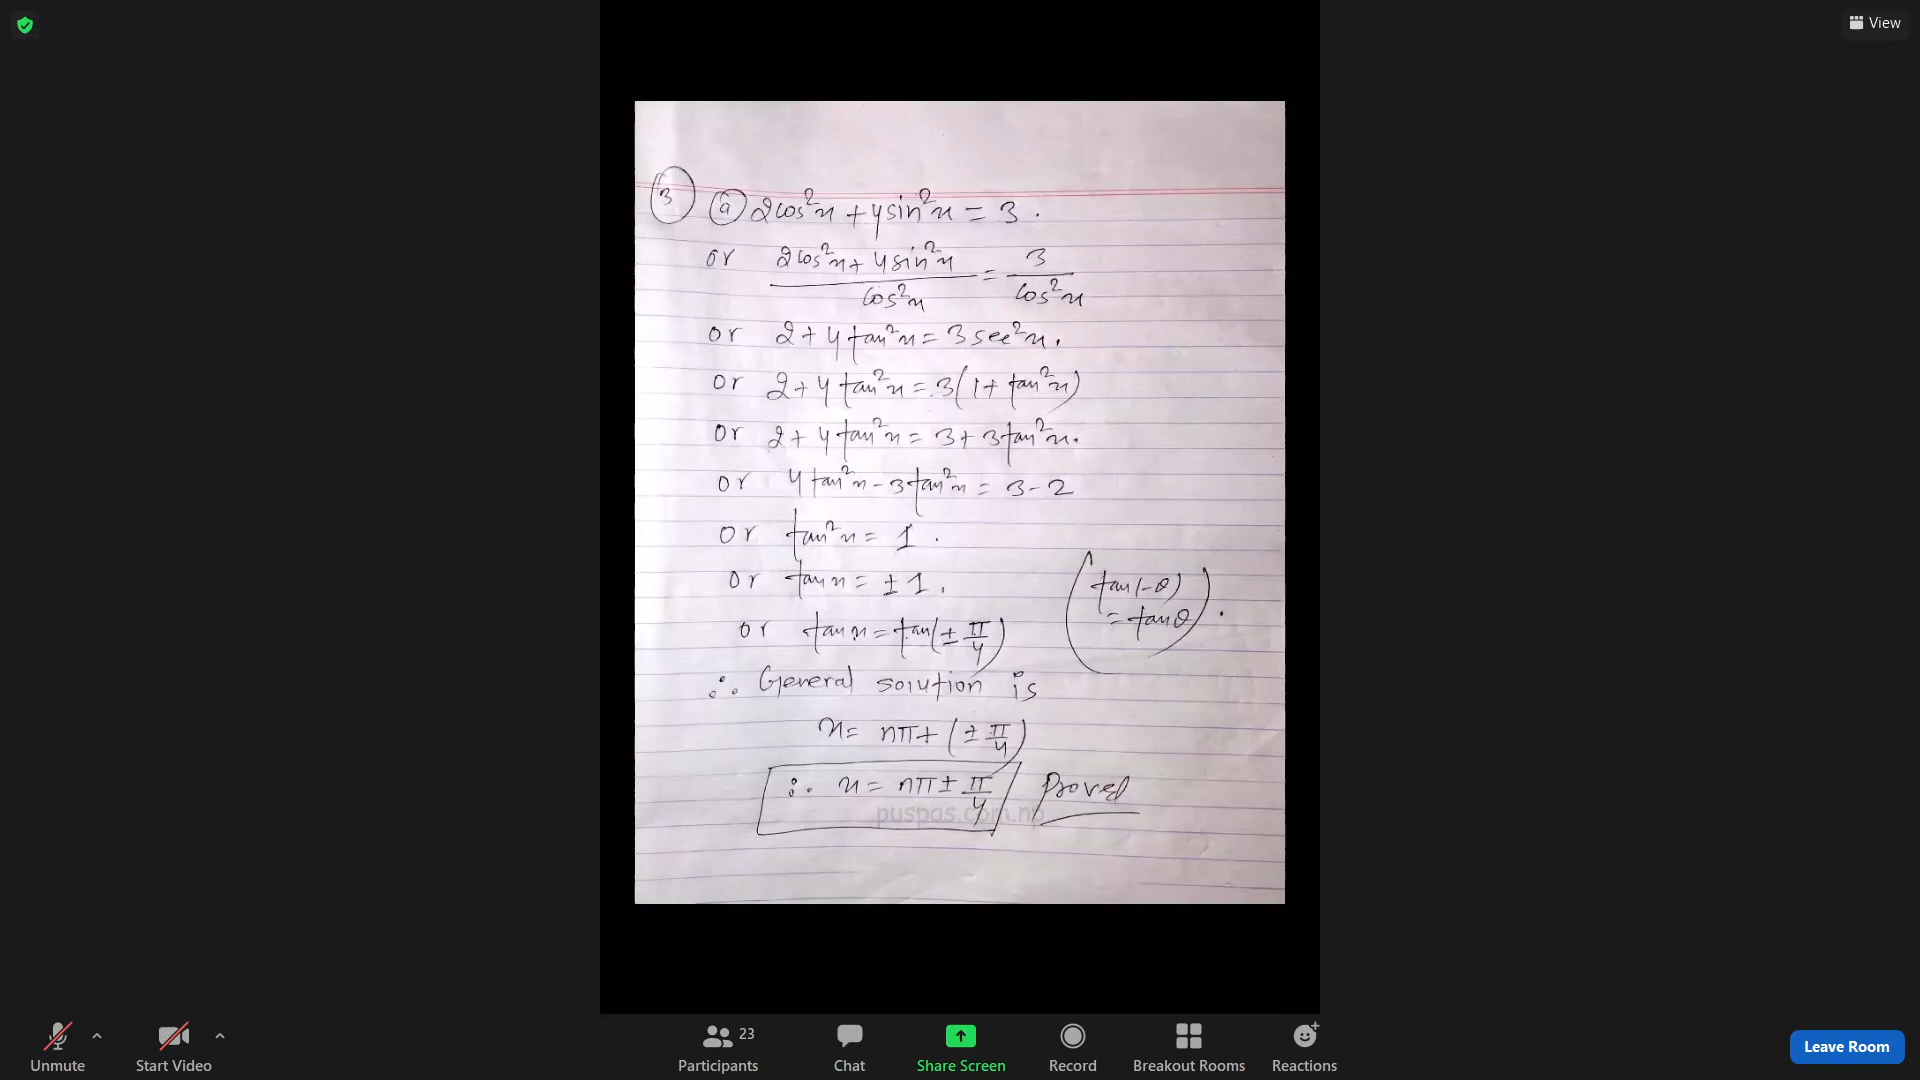 View
3 a 2cos²x + 4sin²x = 3.
or (2cos²x + 4sin²x)/cos²x = 3/cos²x
or 2 + 4tan²x = 3sec²x.
or 2 + 4tan²x = 3(1 + tan²x)
or 2 + 4tan²x = 3 + 3tan²x.
or 4tan²x - 3tan²x = 3 - 2
or tan²x = 1.
or tanx = ±1.
or tanx = tan(± π/4)
(tan(-θ)
= tanθ).
∴ General solution is
x = nπ + (± π/4)
∴ x = nπ ± π/4 Proved
puspas.com.np
Unmute
Start Video
Participants 23
Chat
Share Screen
Record
Breakout Rooms
Reactions
Leave Room